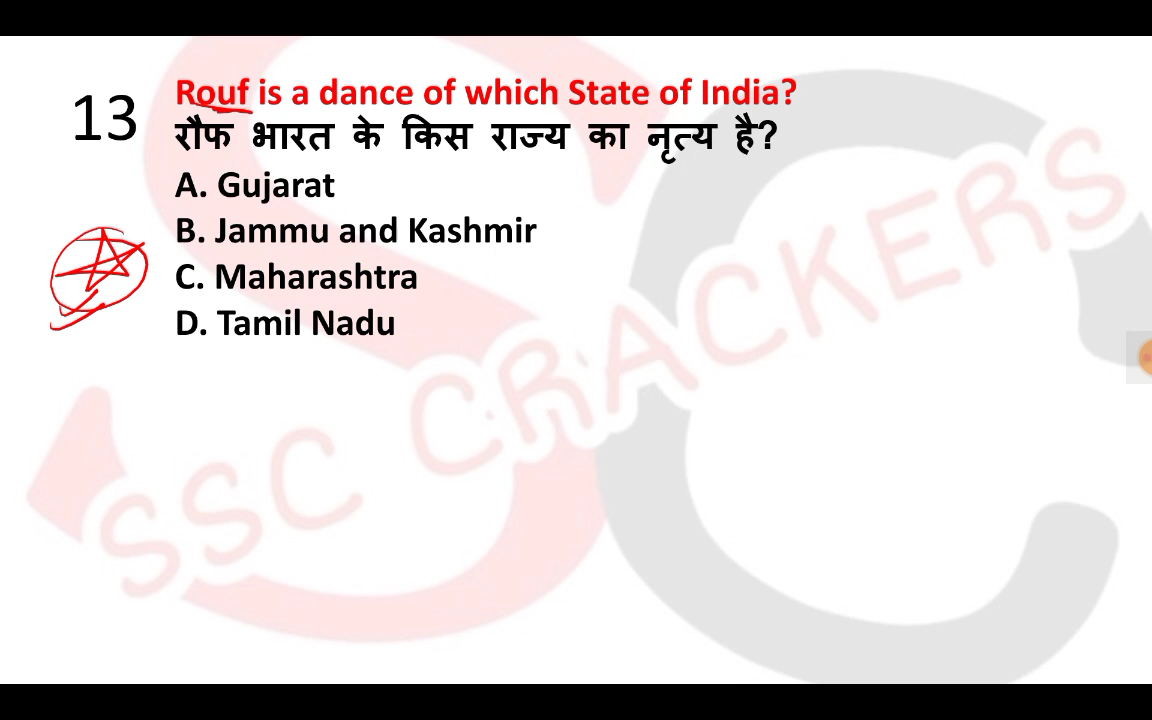 13
Rouf is a dance of which State of India?
रौफ भारत के किस राज्य का नृत्य है?
A. Gujarat
B. Jammu and Kashmir
C. Maharashtra
D. Tamil Nadu
SSC CRACKERS